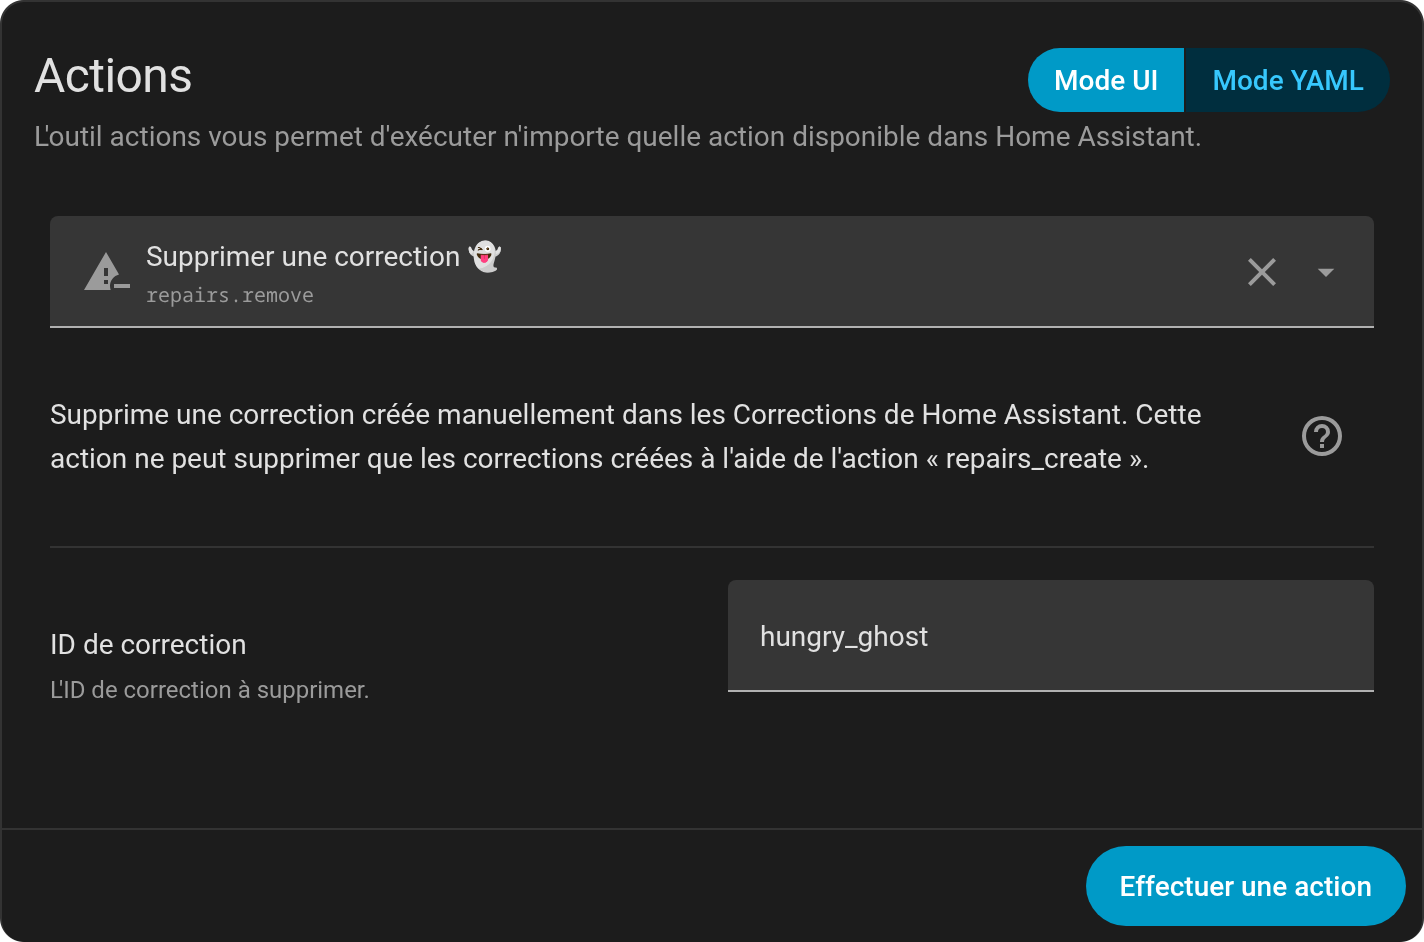 Actions
Mode UI
Mode YAML
L'outil actions vous permet d'exécuter n'importe quelle action disponible dans Home Assistant.
Supprimer une correction 👻
repairs.remove
Supprime une correction créée manuellement dans les Corrections de Home Assistant. Cette
action ne peut supprimer que les corrections créées à l'aide de l'action « repairs_create ».
ID de correction
hungry_ghost
L'ID de correction à supprimer.
Effectuer une action